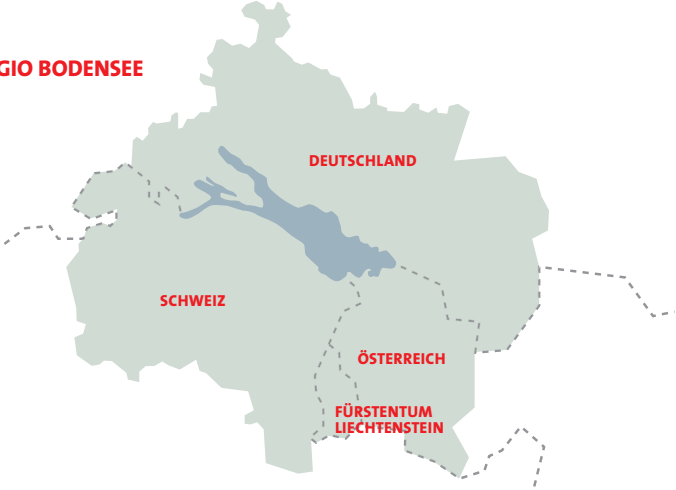 GIO BODENSEE
DEUTSCHLAND
SCHWEIZ
ÖSTERREICH
FÜRSTENTUM
LIECHTENSTEIN